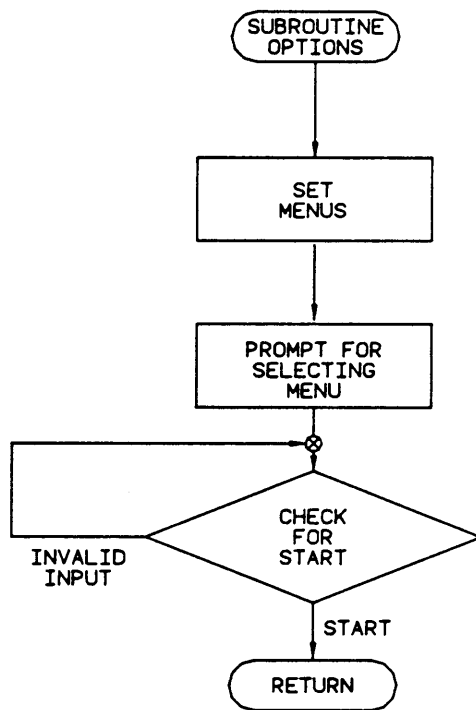 SUBROUTINE
OPTIONS
SET
MENUS
PROMPT FOR
SELECTING
MENU
CHECK
FOR
START
INVALID
INPUT
START
RETURN